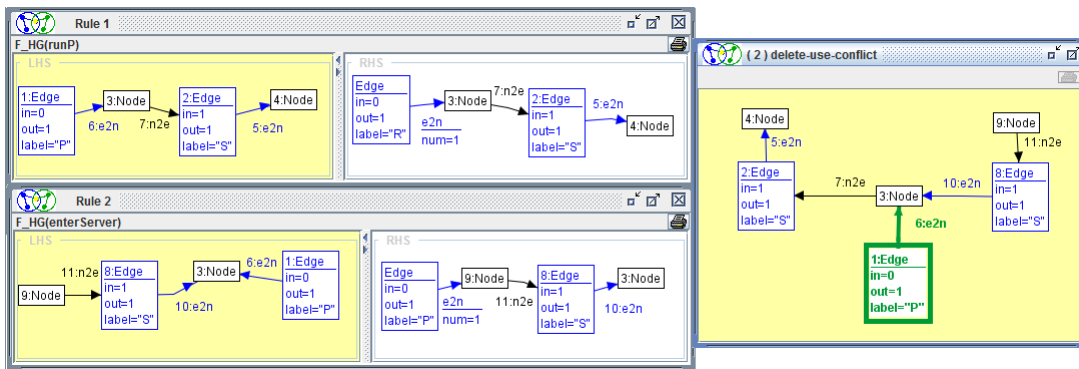 Rule 1
F_HG(runP)
LHS
1:Edge
in=0
out=1
label="P"
6:e2n
3:Node
7:n2e
2:Edge
in=1
out=1
label="S"
5:e2n
4:Node
RHS
Edge
in=0
out=1
label="R"
e2n
num=1
3:Node
7:n2e
2:Edge
in=1
out=1
label="S"
5:e2n
4:Node
Rule 2
F_HG(enterServer)
LHS
9:Node
11:n2e
8:Edge
in=1
out=1
label="S"
10:e2n
3:Node
6:e2n
1:Edge
in=0
out=1
label="P"
RHS
Edge
in=0
out=1
label="P"
e2n
num=1
9:Node
11:n2e
8:Edge
in=1
out=1
label="S"
10:e2n
3:Node
( 2 ) delete-use-conflict
4:Node
5:e2n
2:Edge
in=1
out=1
label="S"
7:n2e
3:Node
10:e2n
9:Node
11:n2e
8:Edge
in=1
out=1
label="S"
6:e2n
1:Edge
in=0
out=1
label="P"